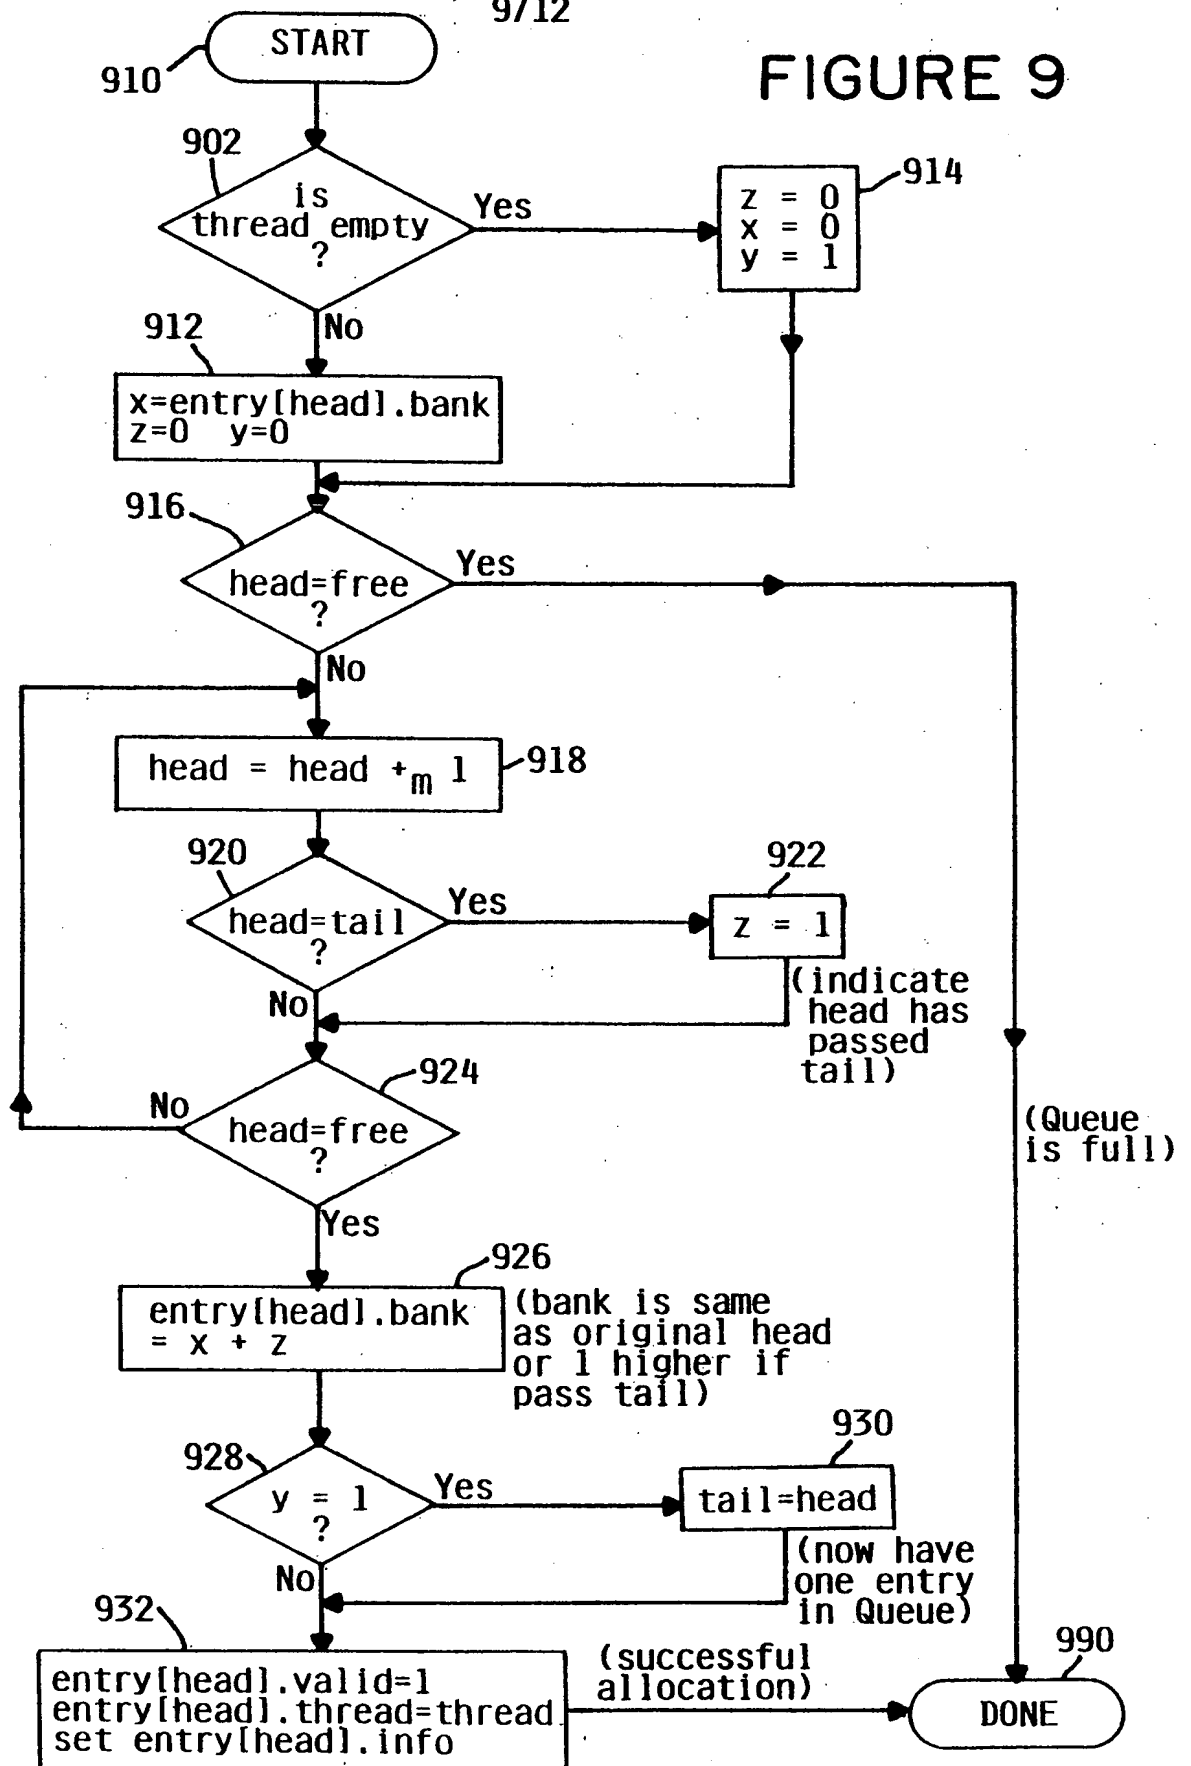 9/12
START
FIGURE 9
910
902
is
thread empty
?
Yes
914
z = 0
x = 0
y = 1
No
912
x=entry[head].bank
z=0 y=0
916
head=free
?
Yes
No
head = head +m 1
918
920
head=tail
?
Yes
922
z = 1
(indicate
head has
passed
tail)
No
924
head=free
?
No
(Queue
is full)
Yes
926
entry[head].bank
= x + z
(bank is same
as original head
or 1 higher if
pass tail)
928
y = 1
?
Yes
930
tail=head
(now have
one entry
in Queue)
No
932
entry[head].valid=1
entry[head].thread=thread
set entry[head].info
(successful
allocation)
990
DONE